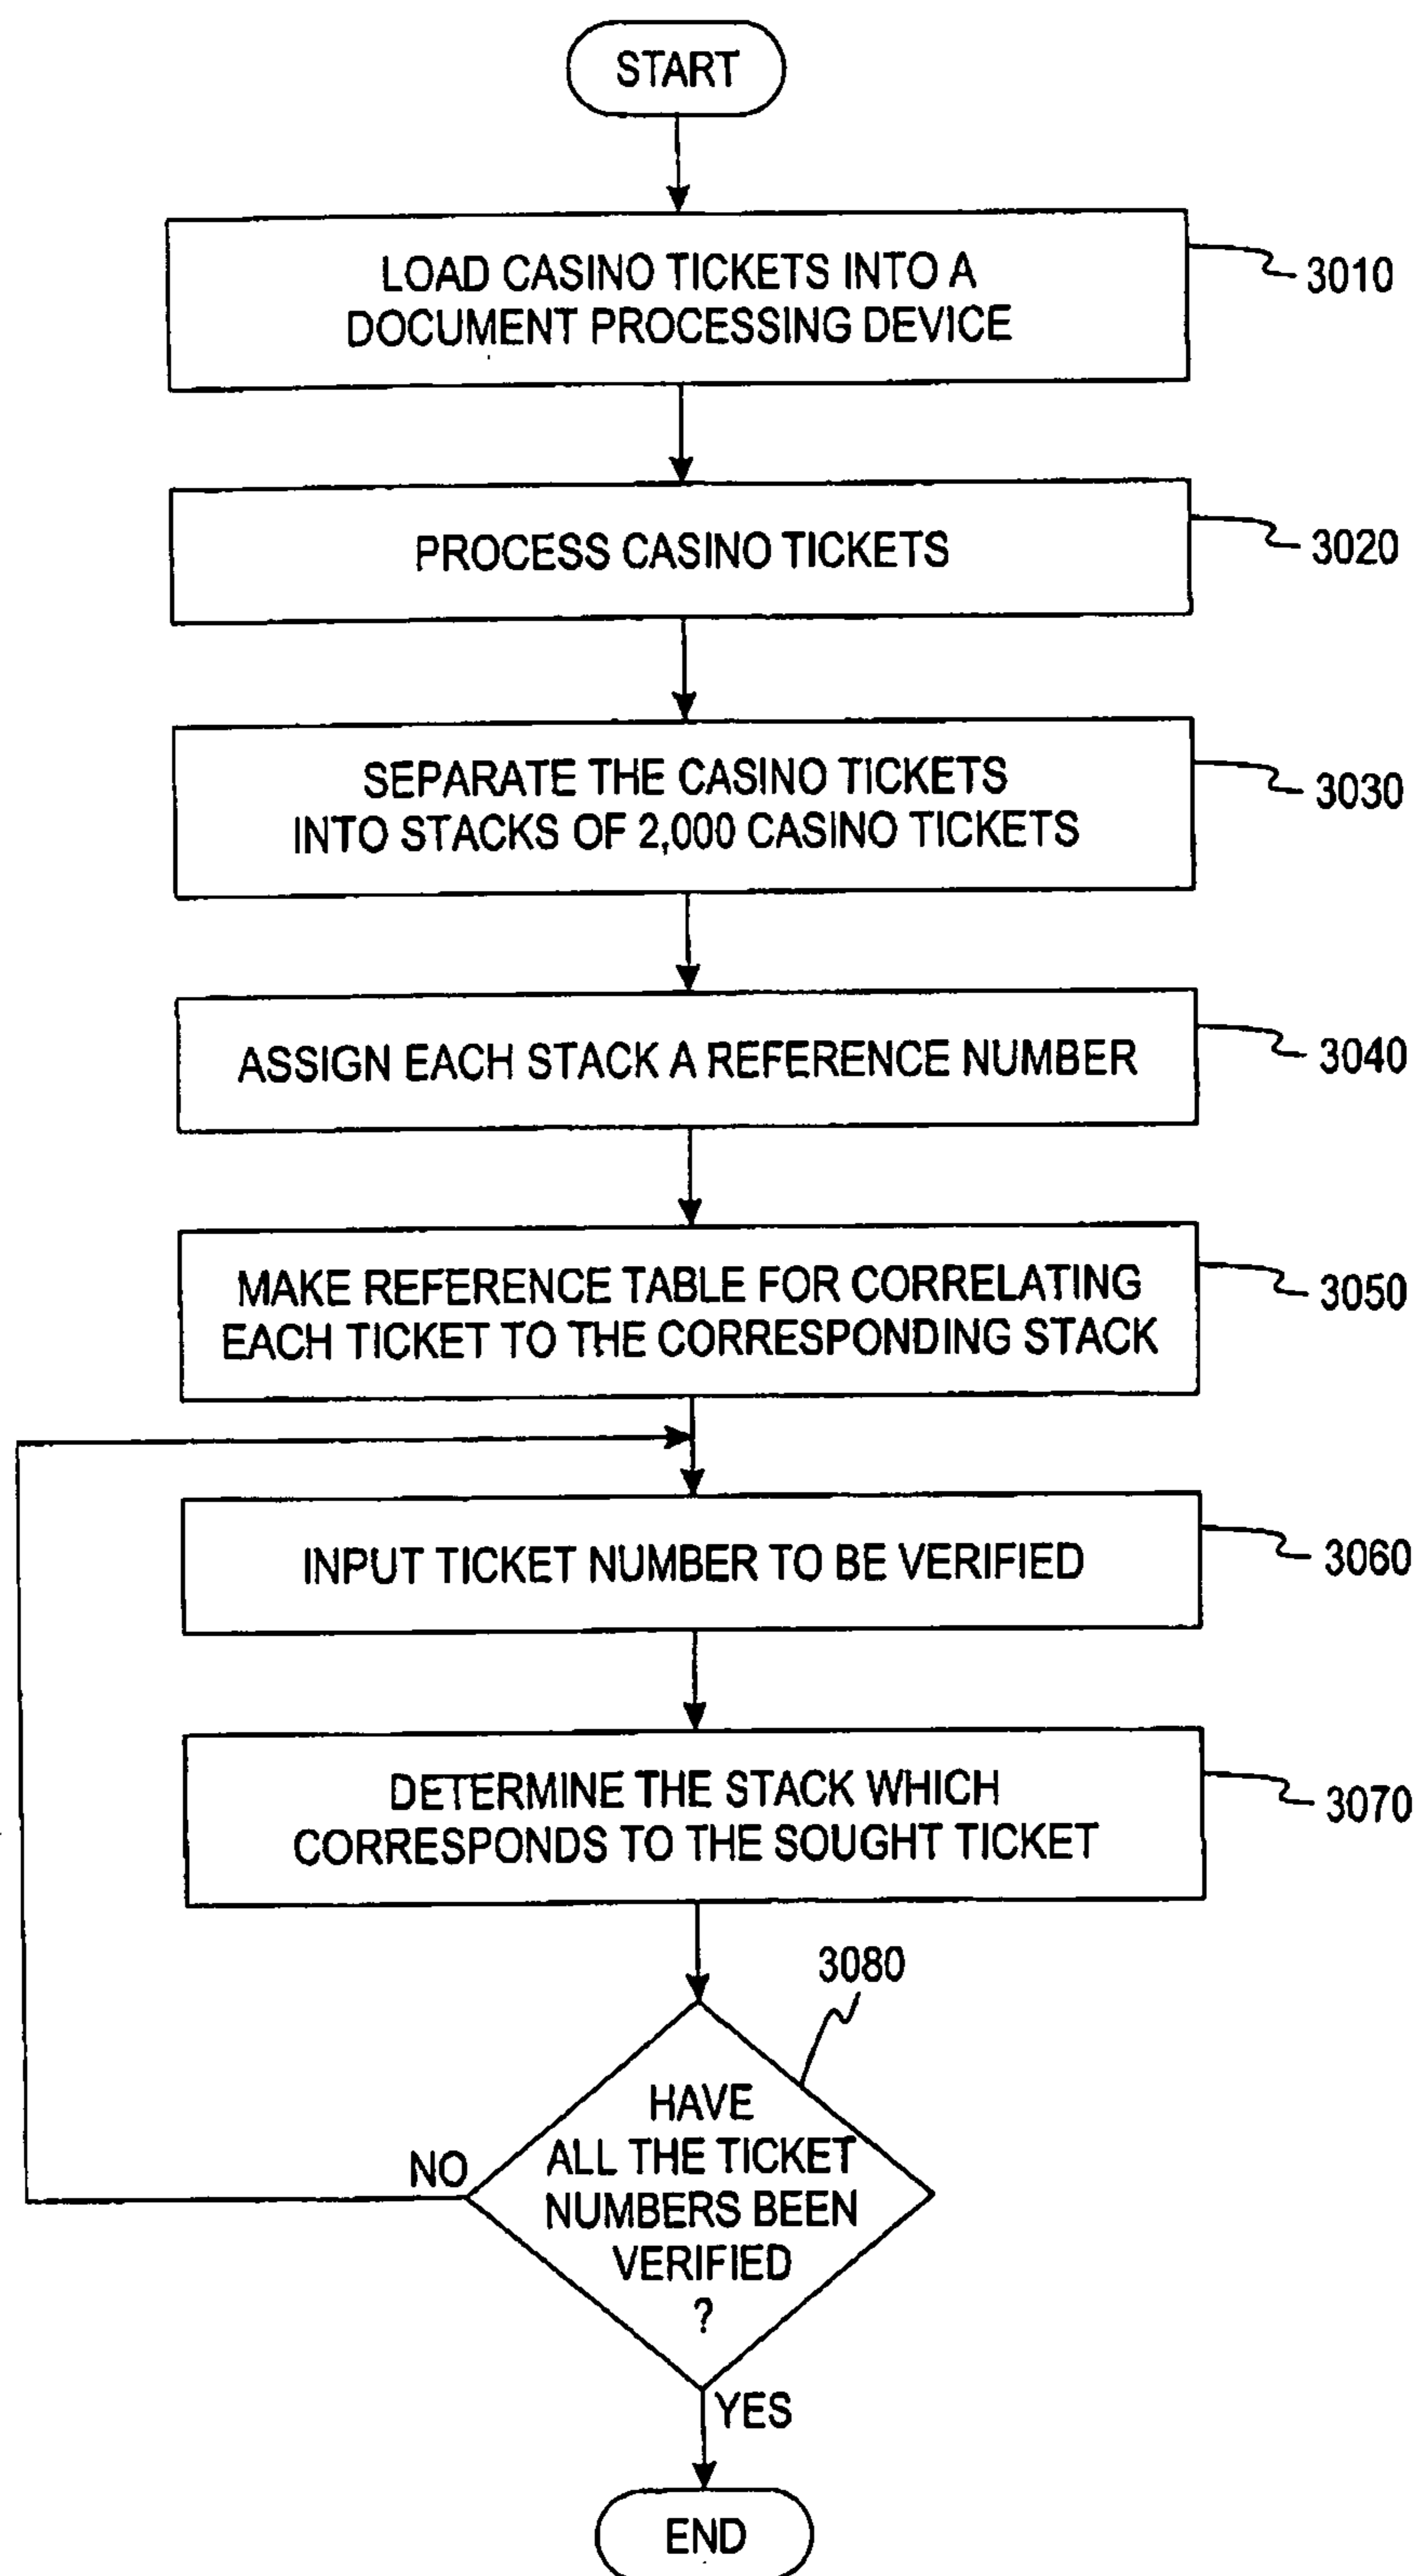 START
LOAD CASINO TICKETS INTO A
DOCUMENT PROCESSING DEVICE
3010
PROCESS CASINO TICKETS
3020
SEPARATE THE CASINO TICKETS
INTO STACKS OF 2,000 CASINO TICKETS
3030
ASSIGN EACH STACK A REFERENCE NUMBER
3040
MAKE REFERENCE TABLE FOR CORRELATING
EACH TICKET TO THE CORRESPONDING STACK
3050
INPUT TICKET NUMBER TO BE VERIFIED
3060
DETERMINE THE STACK WHICH
CORRESPONDS TO THE SOUGHT TICKET
3070
3080
HAVE
ALL THE TICKET
NUMBERS BEEN
VERIFIED
?
NO
YES
END